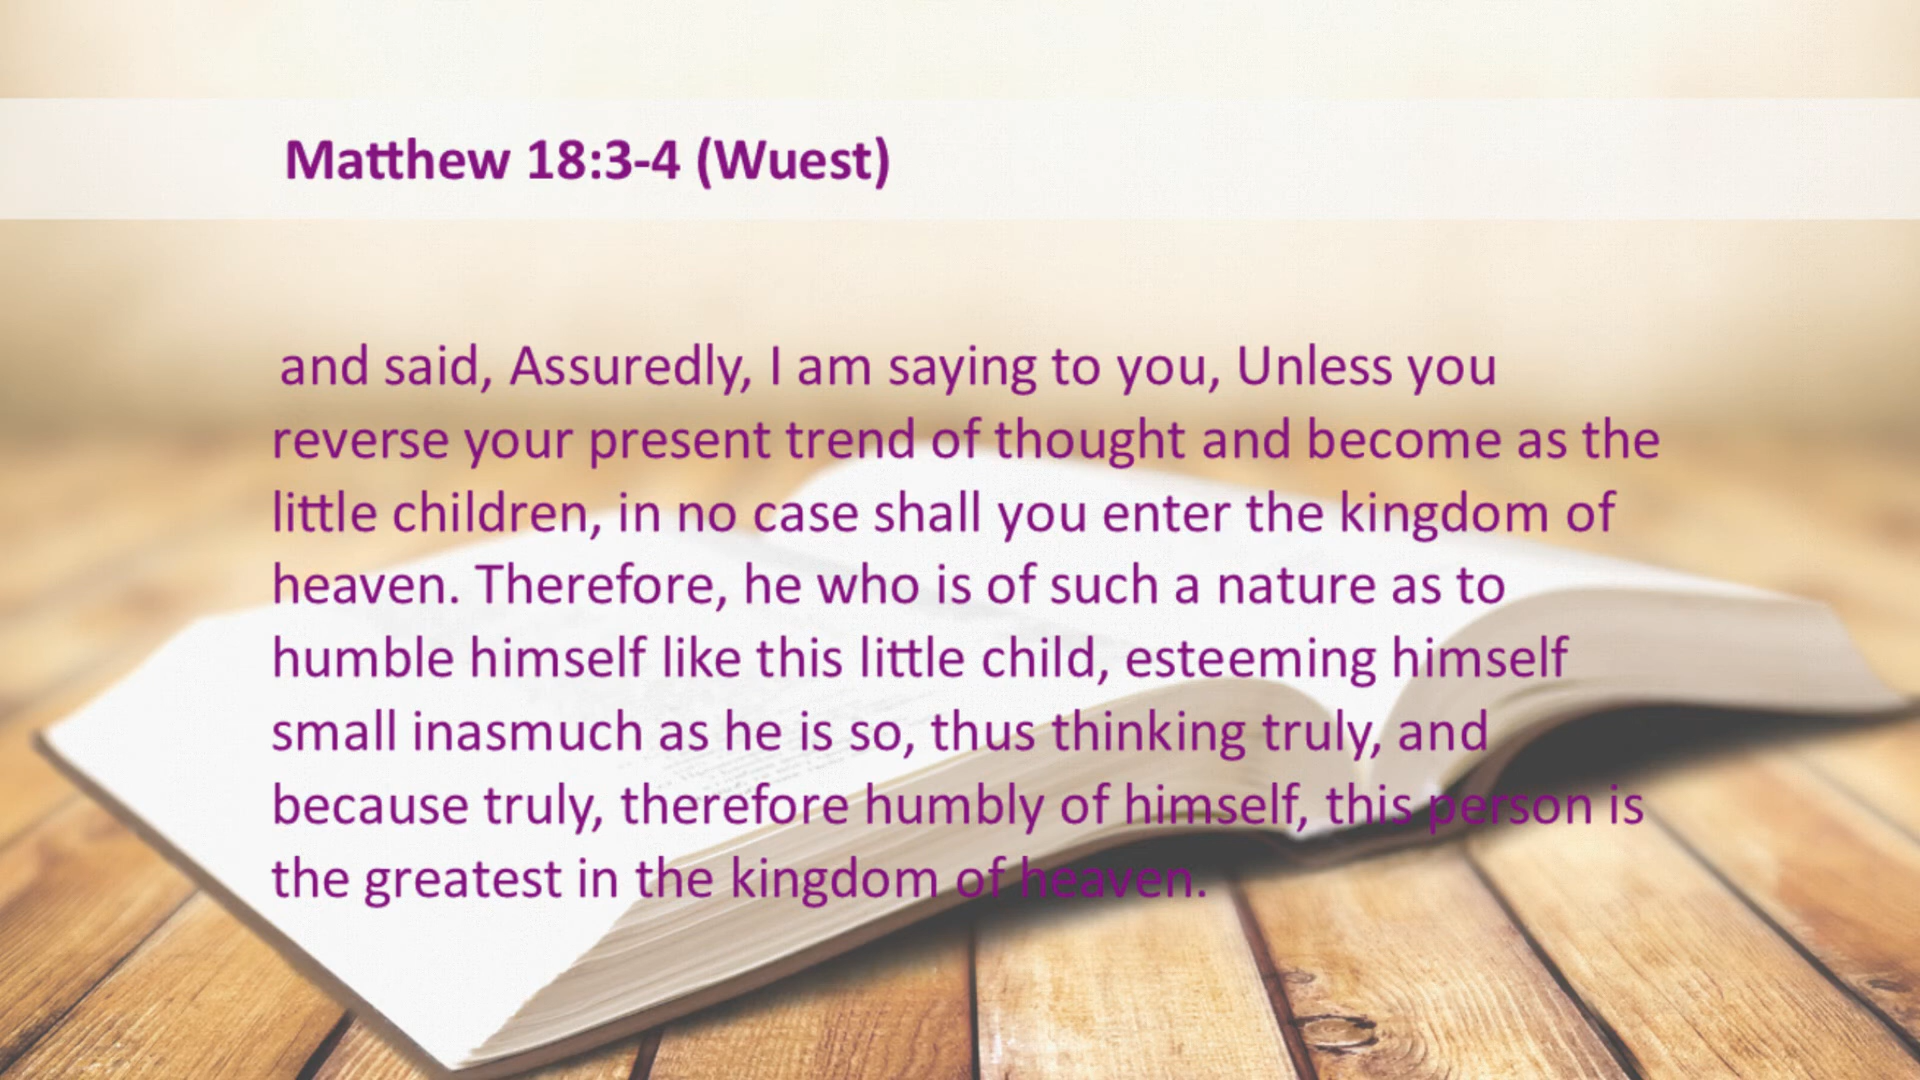 Matthew 18:3-4 (Wuest)
and said, Assuredly, I am saying to you, Unless you
reverse your present trend of thought and become as the
little children, in no case shall you enter the kingdom of
heaven. Therefore, he who is of such a nature as to
humble himself like this little child, esteeming himself
small inasmuch as he is so, thus thinking truly, and
because truly, therefore humbly of himself, this person is
the greatest in the kingdom of heaven.